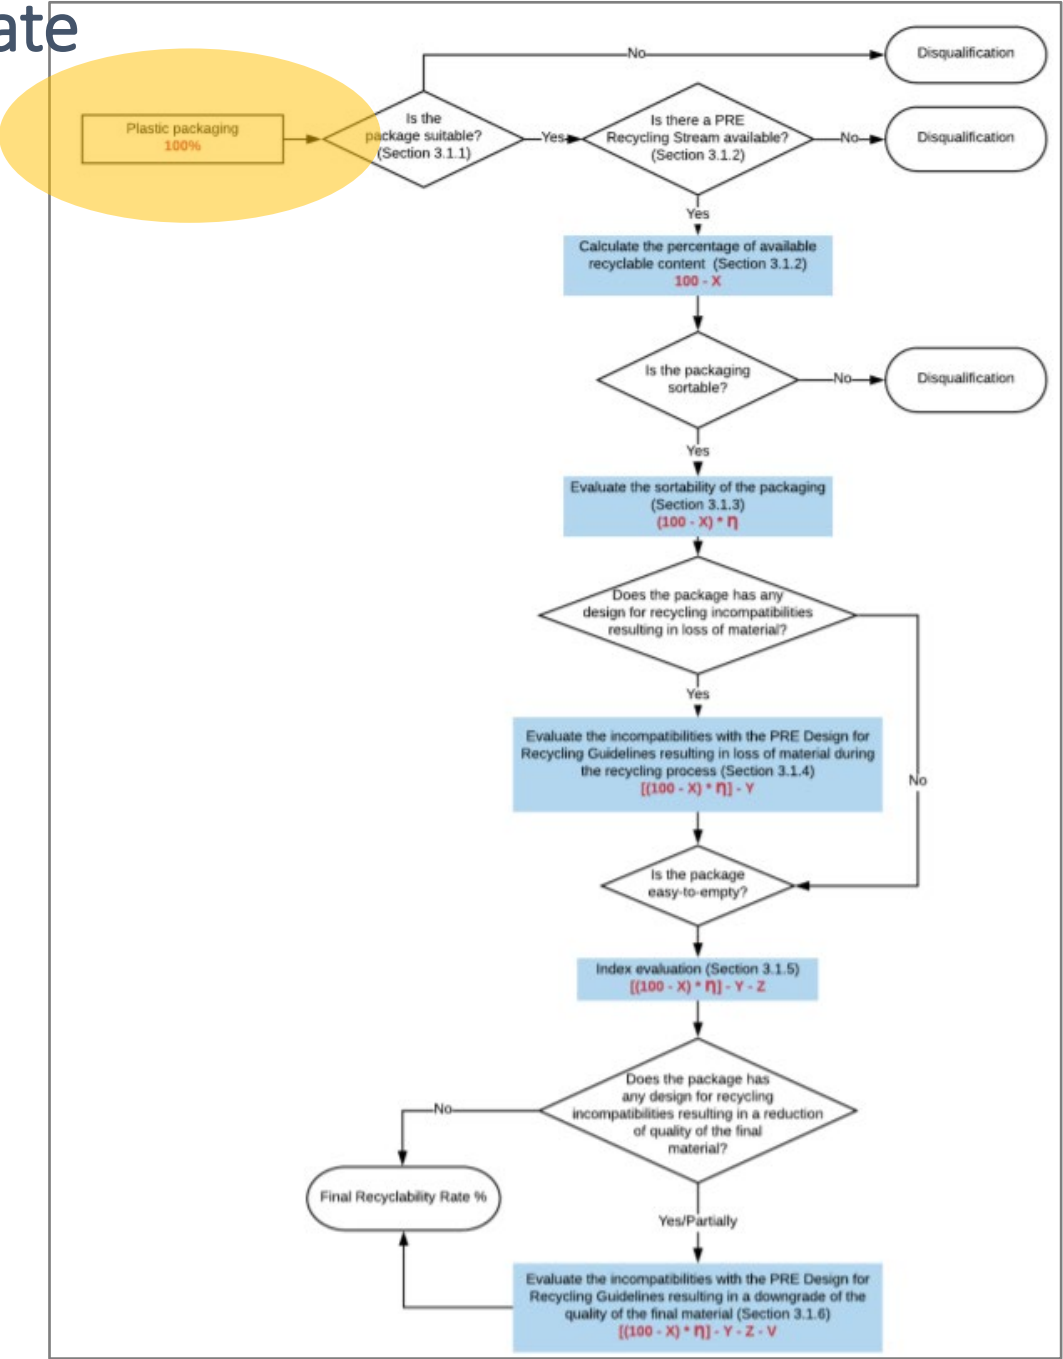 ate
No
Disqualification
Plastic packaging
100%
Is the
package suitable?
(Section 3.1.1)
Yes
Is there a PRE
Recycling Stream available?
(Section 3.1.2)
No
Disqualification
Yes
Calculate the percentage of available
recyclable content (Section 3.1.2)
100 - X
Is the packaging
sortable?
No
Disqualification
Yes
Evaluate the sortability of the packaging
(Section 3.1.3)
(100 - X) * η
Does the package has any
design for recycling incompatibilities
resulting in loss of material?
Yes
Evaluate the incompatibilities with the PRE Design for
Recycling Guidelines resulting in loss of material during
the recycling process (Section 3.1.4)
[(100 - X) * η] - Y
No
Is the package
easy-to-empty?
Index evaluation (Section 3.1.5)
[(100 - X) * η] - Y - Z
Does the package has
any design for recycling
incompatibilities resulting in a reduction
of quality of the final
material?
No
Final Recyclability Rate %
Yes/Partially
Evaluate the incompatibilities with the PRE Design for
Recycling Guidelines resulting in a downgrade of the
quality of the final material (Section 3.1.6)
[(100 - X) * η] - Y - Z - V